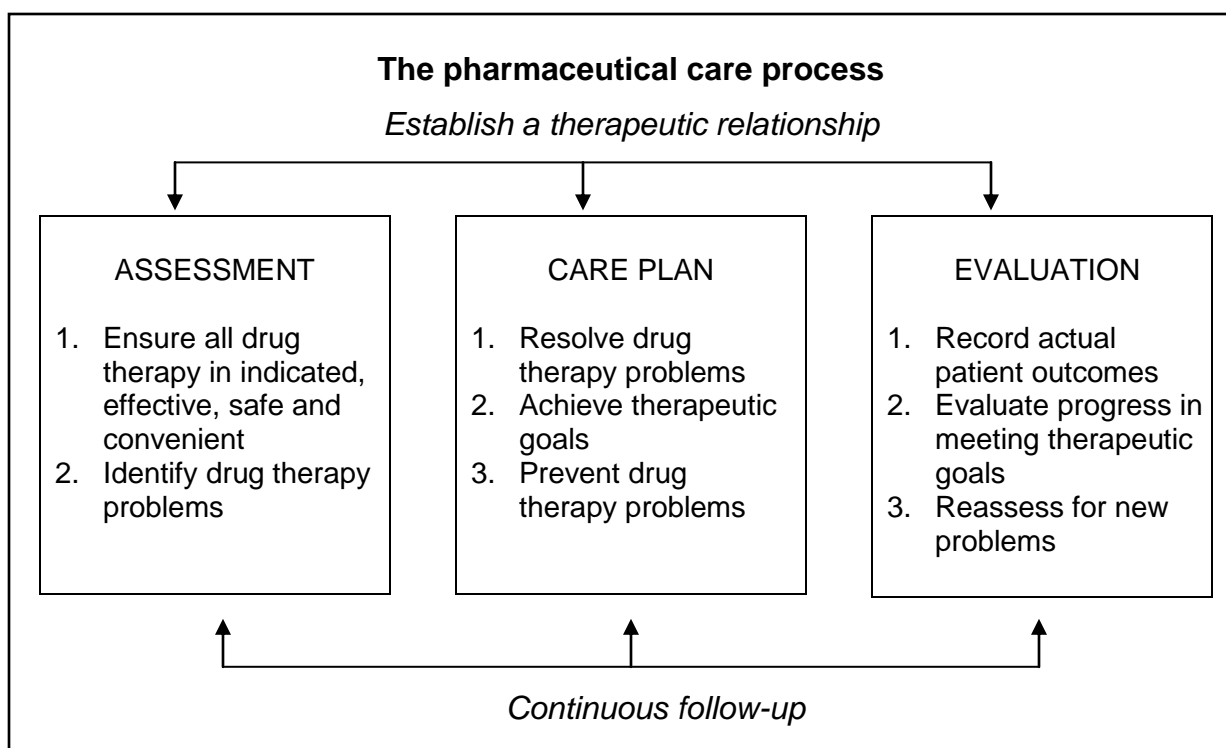 The pharmaceutical care process
Establish a therapeutic relationship
ASSESSMENT
1. Ensure all drug
therapy in indicated,
effective, safe and
convenient
2. Identify drug therapy
problems
CARE PLAN
1. Resolve drug
therapy problems
2. Achieve therapeutic
goals
3. Prevent drug
therapy problems
EVALUATION
1. Record actual
patient outcomes
2. Evaluate progress in
meeting therapeutic
goals
3. Reassess for new
problems
Continuous follow-up